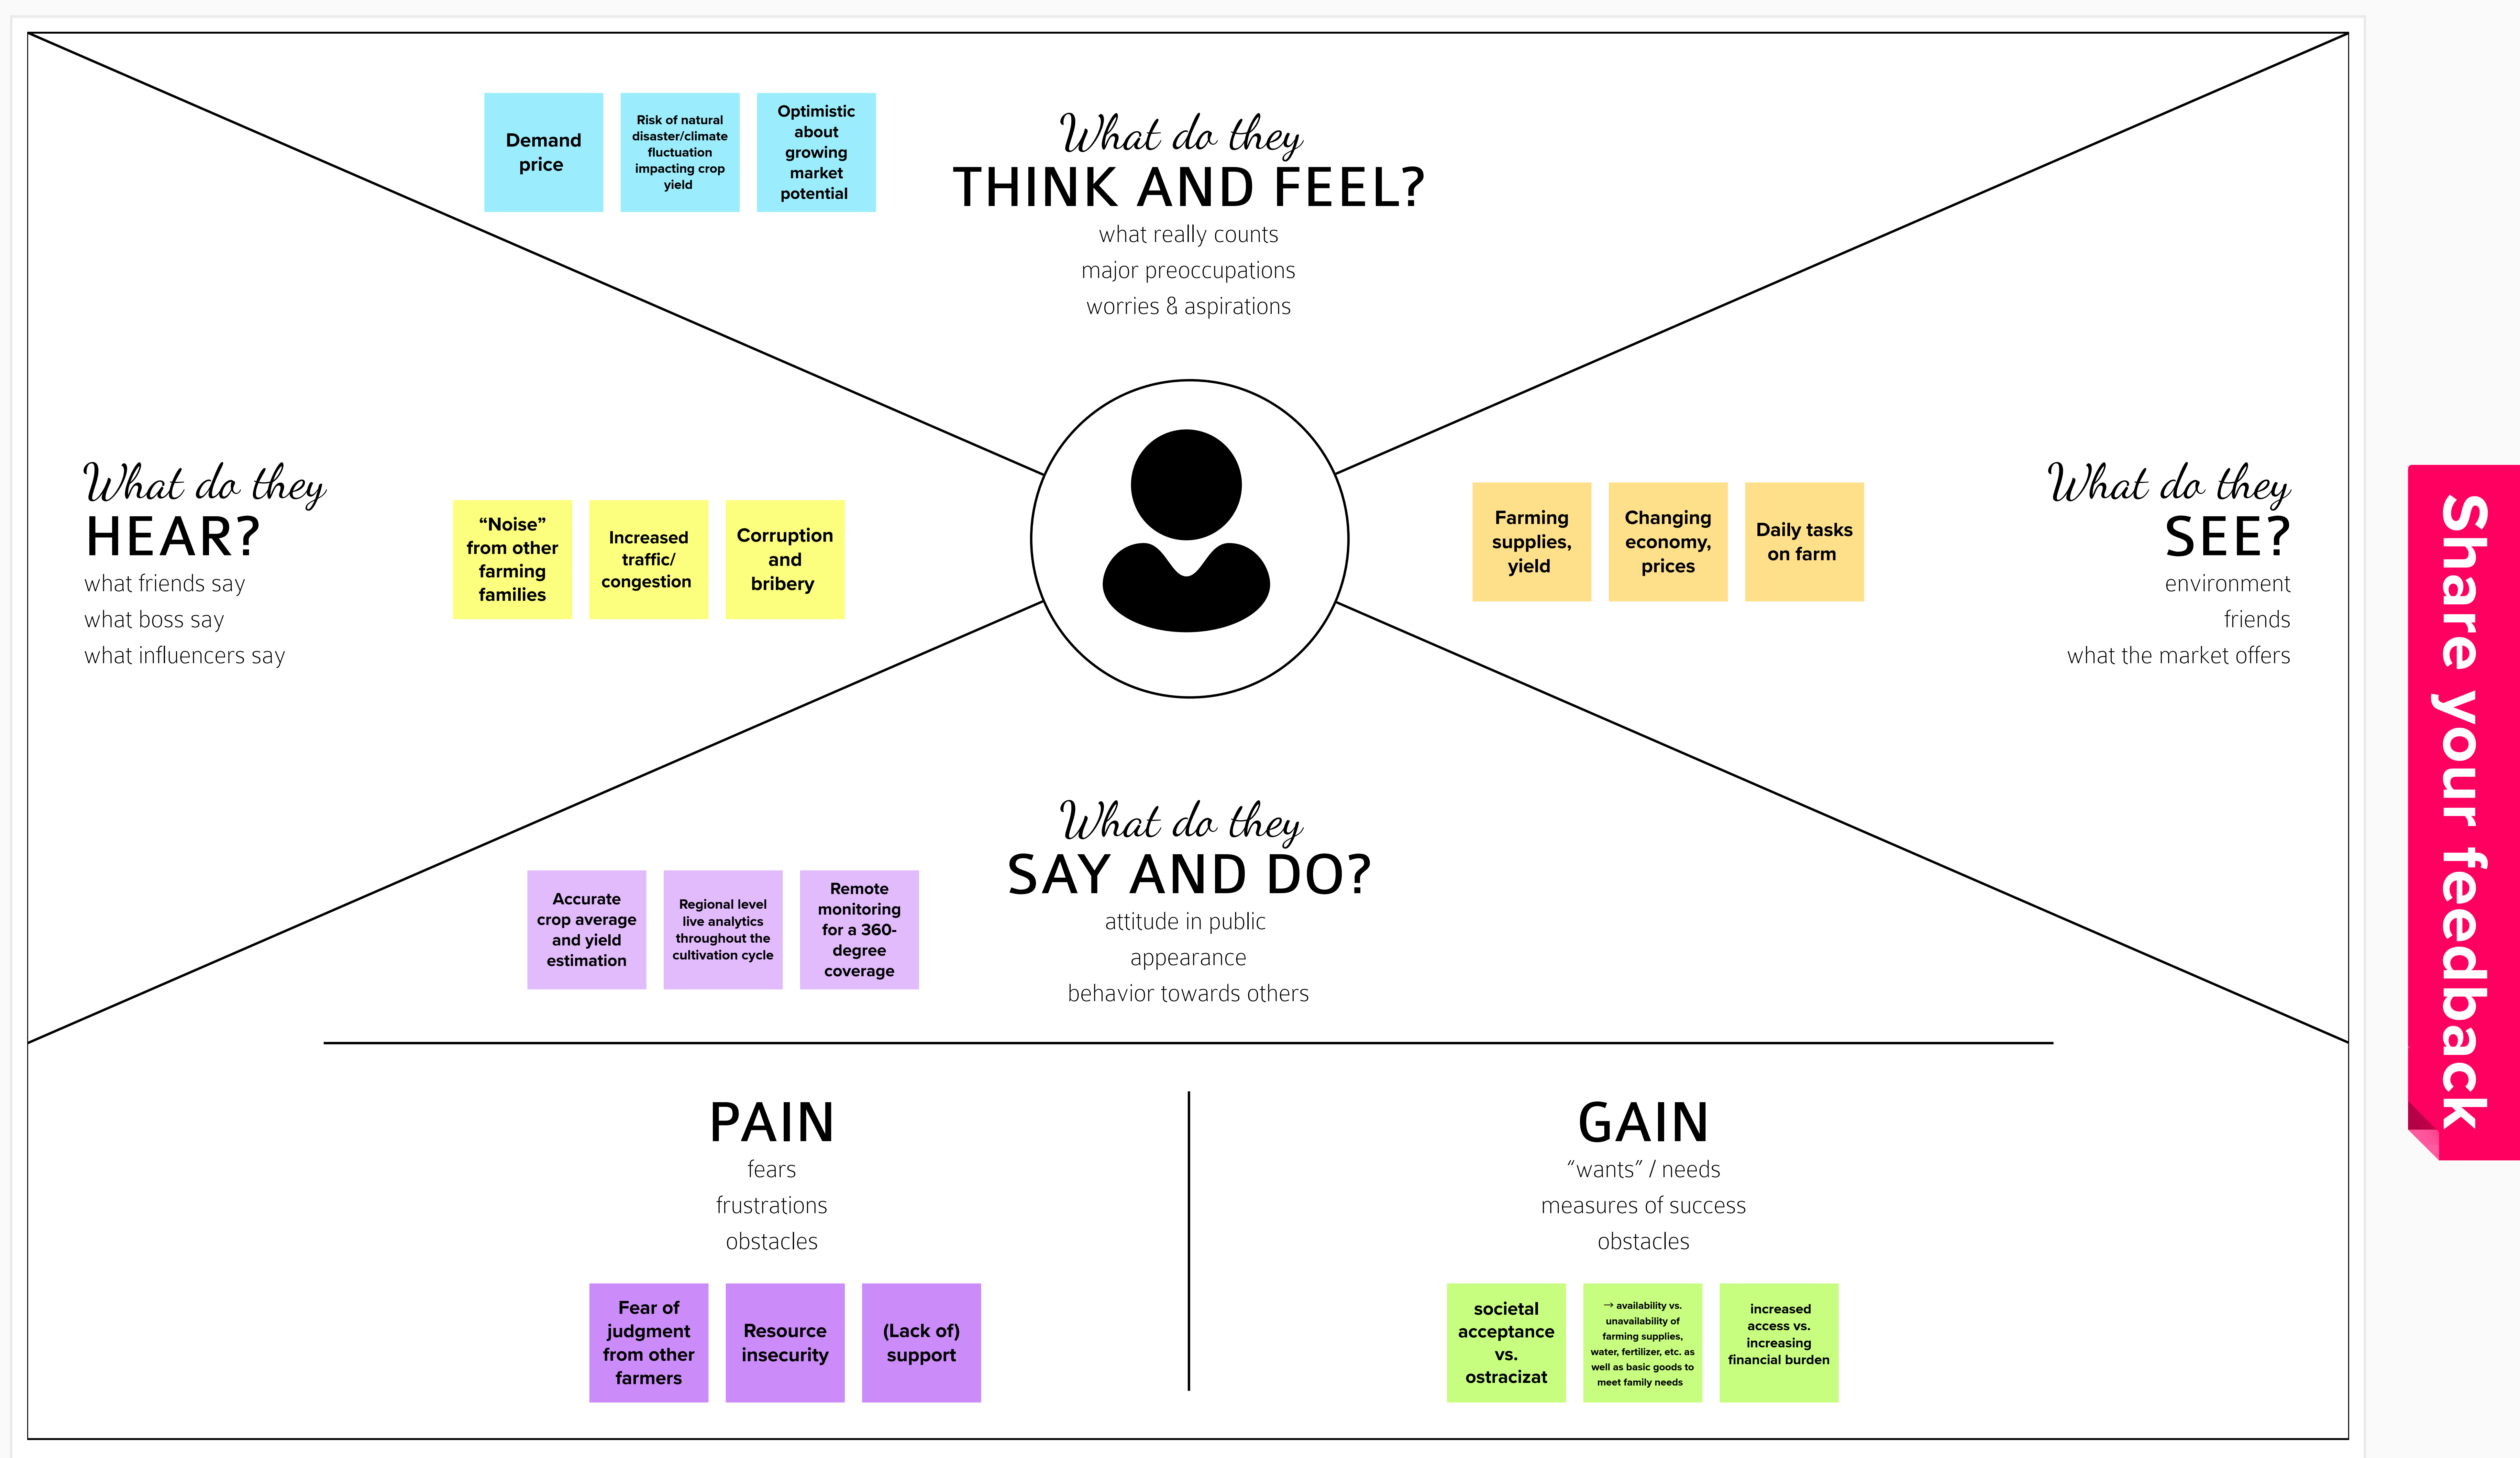 Demand
price
Risk of natural
disaster/climate
fluctuation
impacting crop
yield
Optimistic
about
growing
market
potential
What do they
THINK AND FEEL?
what really counts
major preoccupations
worries & aspirations
What do they
HEAR?
what friends say
what boss say
what influencers say
“Noise”
from other
farming
families
Increased
traffic/
congestion
Corruption
and
bribery
Farming
supplies,
yield
Changing
economy,
prices
Daily tasks
on farm
What do they
SEE?
environment
friends
what the market offers
What do they
SAY AND DO?
attitude in public
appearance
behavior towards others
Accurate
crop average
and yield
estimation
Regional level
live analytics
throughout the
cultivation cycle
Remote
monitoring
for a 360-
degree
coverage
PAIN
fears
frustrations
obstacles
Fear of
judgment
from other
farmers
Resource
insecurity
(Lack of)
support
GAIN
“wants” / needs
measures of success
obstacles
societal
acceptance
vs.
ostracizat
→ availability vs.
unavailability of
farming supplies,
water, fertilizer, etc. as
well as basic goods to
meet family needs
increased
access vs.
increasing
financial burden
Share your feedback